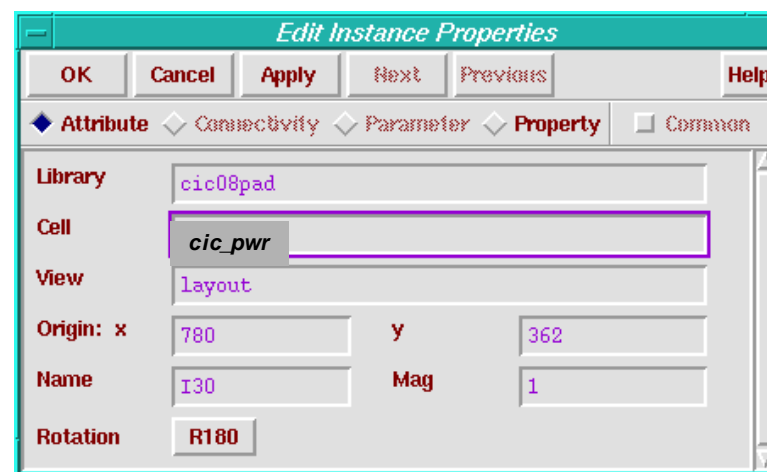 Edit Instance Properties
OK Cancel Apply Next Previous Help
Attribute Connectivity Parameter Property Common
Library cic08pad
Cell cic_pwr
View layout
Origin: x 780 y 362
Name I30 Mag 1
Rotation R180